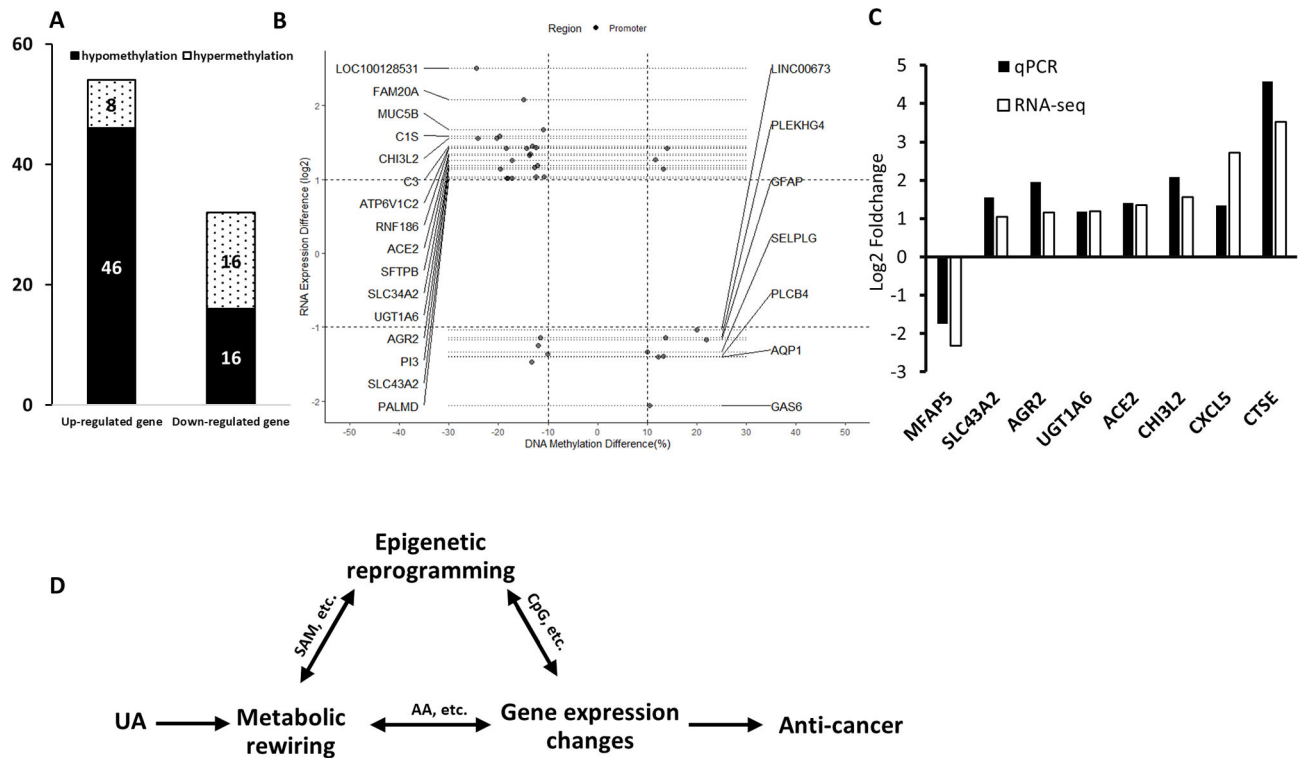 A
hypomethylation hypermethylation
60
40
20
0
8
46
16
16
Up-regulated gene Down-regulated gene
B
Region Promoter
RNA Expression Difference (log2)
2
1
0
-1
-2
LOC100128531
FAM20A
MUC5B
C1S
CHI3L2
C3
ATP6V1C2
RNF186
ACE2
SFTPB
SLC34A2
UGT1A6
AGR2
PI3
SLC43A2
PALMD
LINC00673
PLEKHG4
GFAP
SELPLG
PLCB4
AQP1
GAS6
-50 -40 -30 -20 -10 0 10 20 30 40 50
DNA Methylation Difference(%)
C
qPCR
RNA-seq
Log2 Foldchange
5
4
3
2
1
0
-1
-2
-3
MFAP5
SLC43A2
AGR2
UGT1A6
ACE2
CHI3L2
CXCL5
CTSE
D
Epigenetic
reprogramming
SAM, etc.
CpG, etc.
UA
Metabolic
rewiring
AA, etc.
Gene expression
changes
Anti-cancer